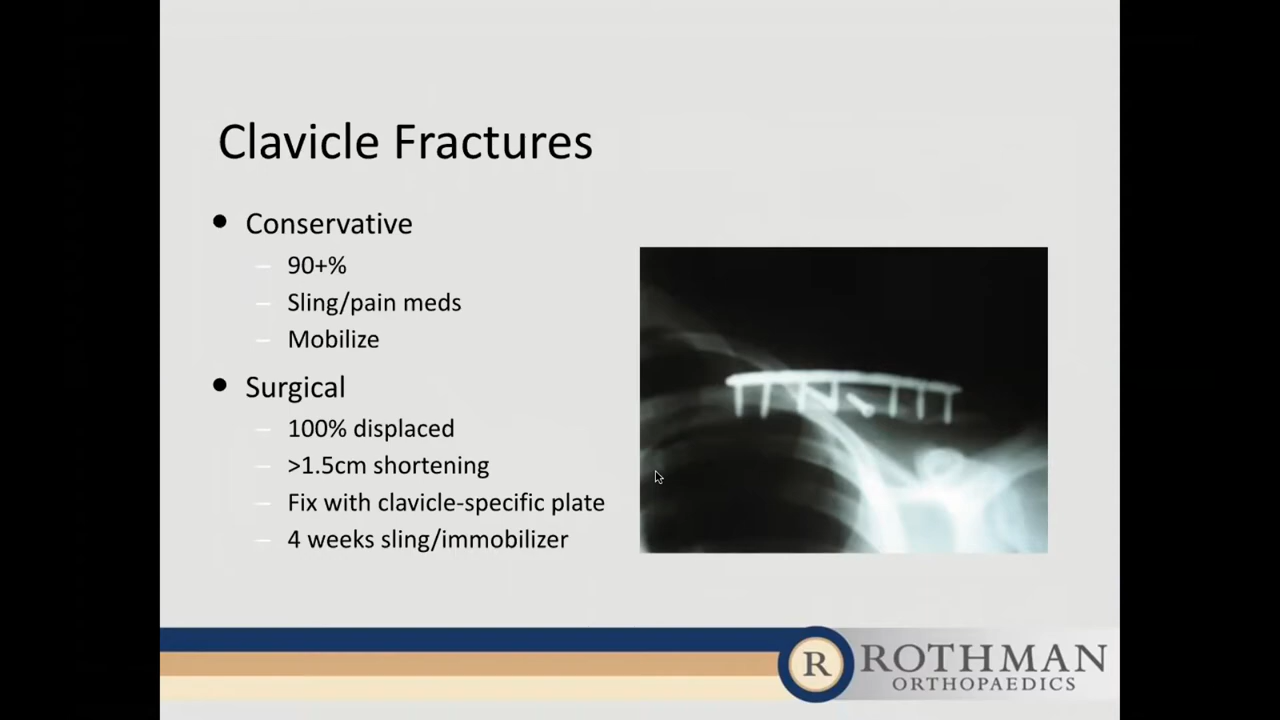 Clavicle Fractures
• Conservative
– 90+%
– Sling/pain meds
– Mobilize
• Surgical
– 100% displaced
– >1.5cm shortening
– Fix with clavicle-specific plate
– 4 weeks sling/immobilizer
R ROTHMAN
ORTHOPAEDICS